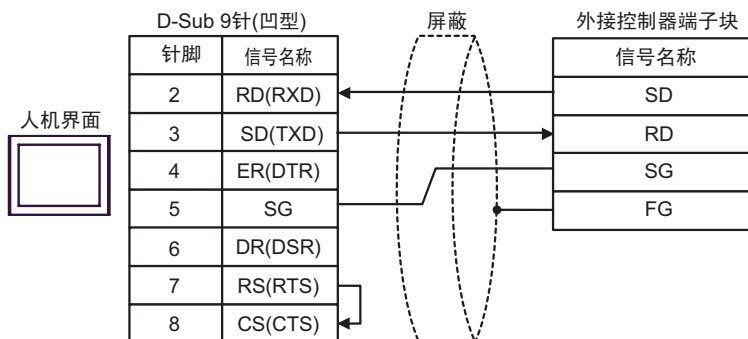 D-Sub 9针(凹型)
屏蔽
外接控制器端子块
针脚 信号名称
信号名称
人机界面
2 RD(RXD)
SD
3 SD(TXD)
RD
4 ER(DTR)
SG
5 SG
FG
6 DR(DSR)
7 RS(RTS)
8 CS(CTS)